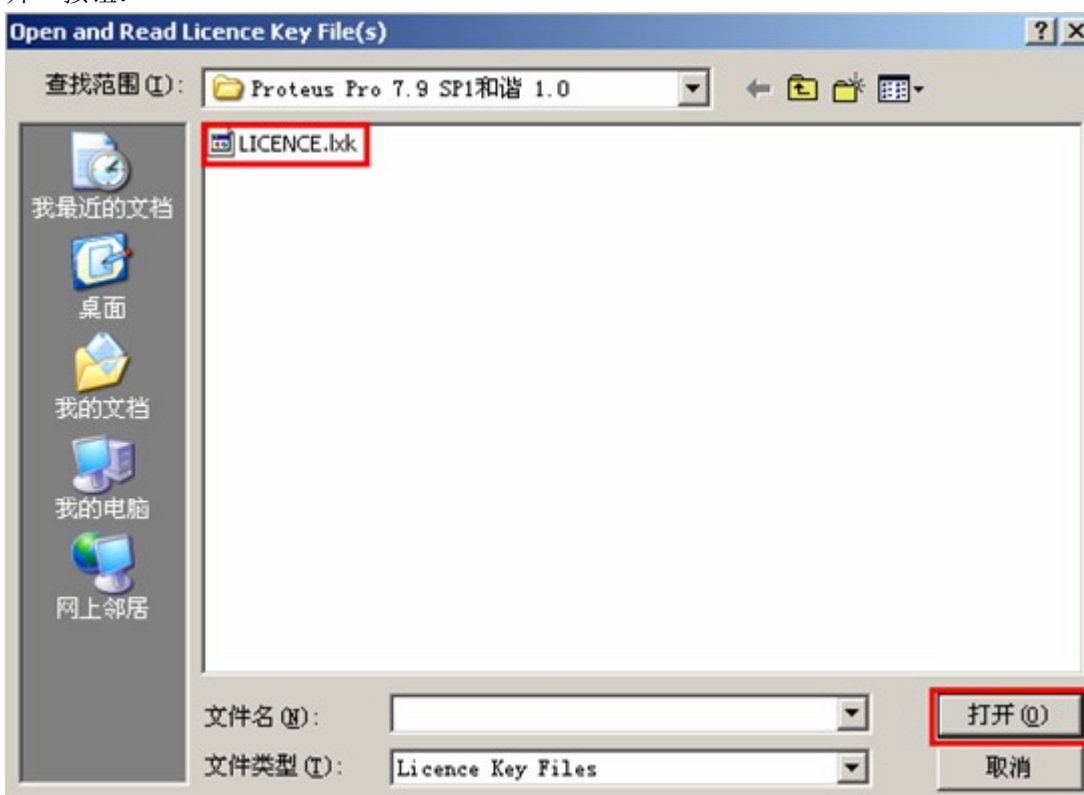 Open and Read Licence Key File(s)
查找范围(I):
Proteus Pro 7.9 SP1和谐 1.0
LICENCE.lxk
我最近的文档
桌面
我的文档
我的电脑
网上邻居
文件名(N):
打开(O)
文件类型(T):
Licence Key Files
取消